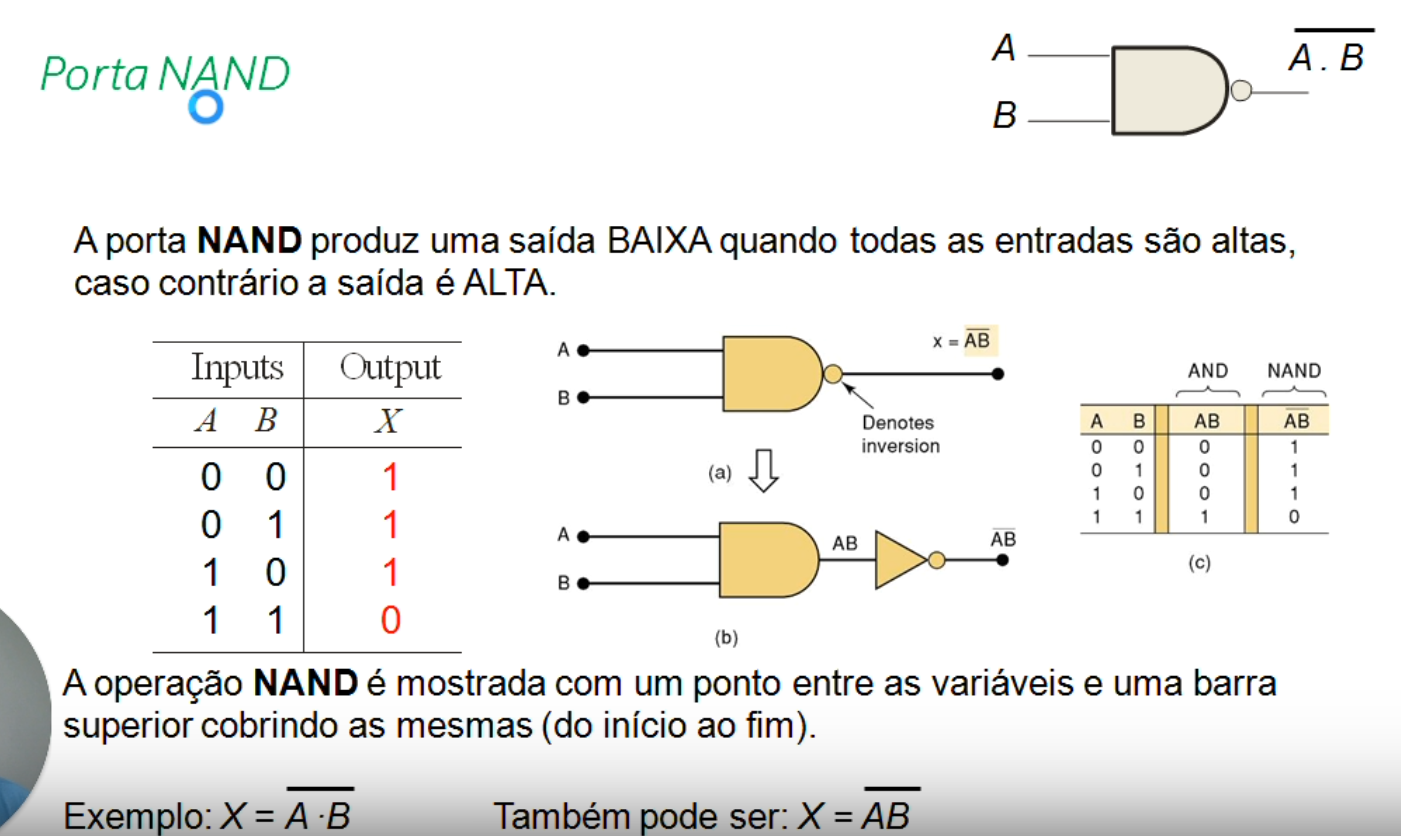 Porta NAND
A
B
A̅ ̅.̅ ̅B̅
A porta NAND produz uma saída BAIXA quando todas as entradas são altas,
caso contrário a saída é ALTA.
Inputs Output
A B X
0 0 1
0 1 1
1 0 1
1 1 0
A
B
x = A̅B̅
Denotes
inversion
(a)
A
B
AB
A̅B̅
(b)
AND NAND
A B AB A̅B̅
0 0 0 1
0 1 0 1
1 0 0 1
1 1 1 0
(c)
A operação NAND é mostrada com um ponto entre as variáveis e uma barra
superior cobrindo as mesmas (do início ao fim).
Exemplo: X = A̅ ̅·̅B̅ Também pode ser: X = A̅B̅